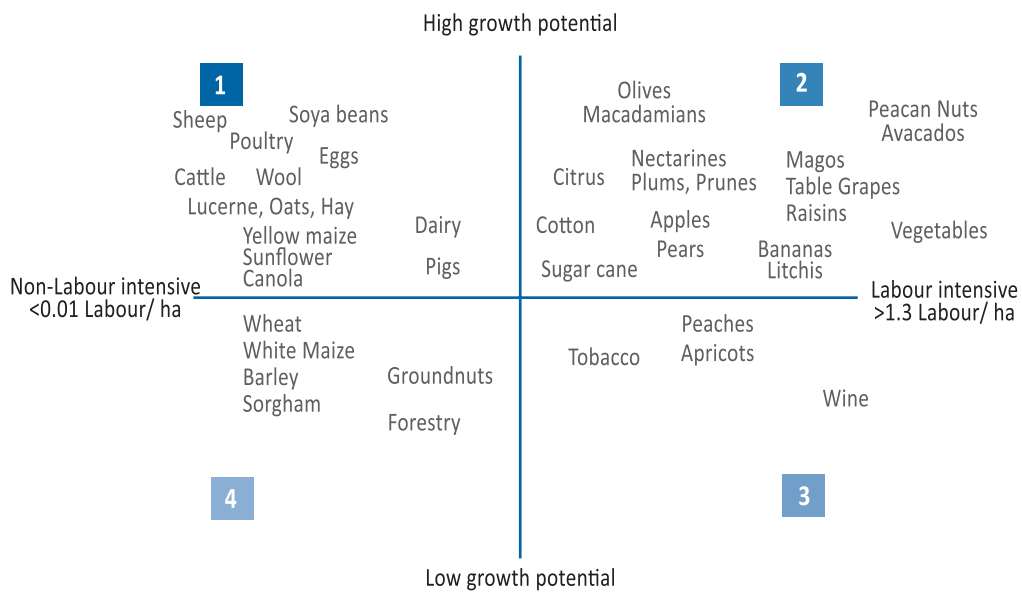 High growth potential
1
2
Olives
Macadamians
Peacan Nuts
Avacados
Sheep
Soya beans
Poultry
Eggs
Cattle
Wool
Lucerne, Oats, Hay
Yellow maize
Sunflower
Canola
Dairy
Pigs
Citrus
Nectarines
Plums, Prunes
Magos
Table Grapes
Raisins
Cotton
Apples
Pears
Vegetables
Sugar cane
Bananas
Litchis
Non-Labour intensive
<0.01 Labour/ ha
Labour intensive
>1.3 Labour/ ha
Wheat
White Maize
Barley
Sorgham
Groundnuts
Forestry
Tobacco
Peaches
Apricots
Wine
4
3
Low growth potential